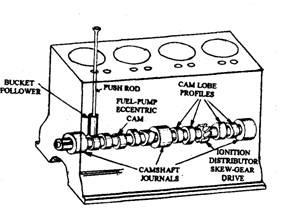 PUSH ROD
CAM LOBE
PROFILES
BUCKET
FOLLOWER
FUEL-PUMP
ECCENTRIC
CAM
CAMSHAFT
JOURNALS
IGNITION
DISTRIBUTOR
SKEW-GEAR
DRIVE